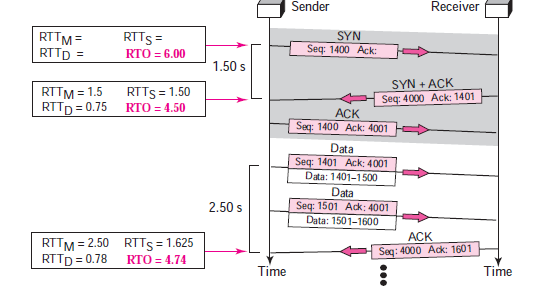 Sender
Receiver
RTTM = RTTS =
RTTD = RTO = 6.00
1.50 s
SYN
Seq: 1400 Ack:
RTTM = 1.5 RTTS = 1.50
RTTD = 0.75 RTO = 4.50
SYN + ACK
Seq: 4000 Ack: 1401
ACK
Seq: 1400 Ack: 4001
Data
Seq: 1401 Ack: 4001
Data: 1401–1500
Data
2.50 s
Seq: 1501 Ack: 4001
Data: 1501–1600
RTTM = 2.50 RTTS = 1.625
RTTD = 0.78 RTO = 4.74
ACK
Seq: 4000 Ack: 1601
Time
Time